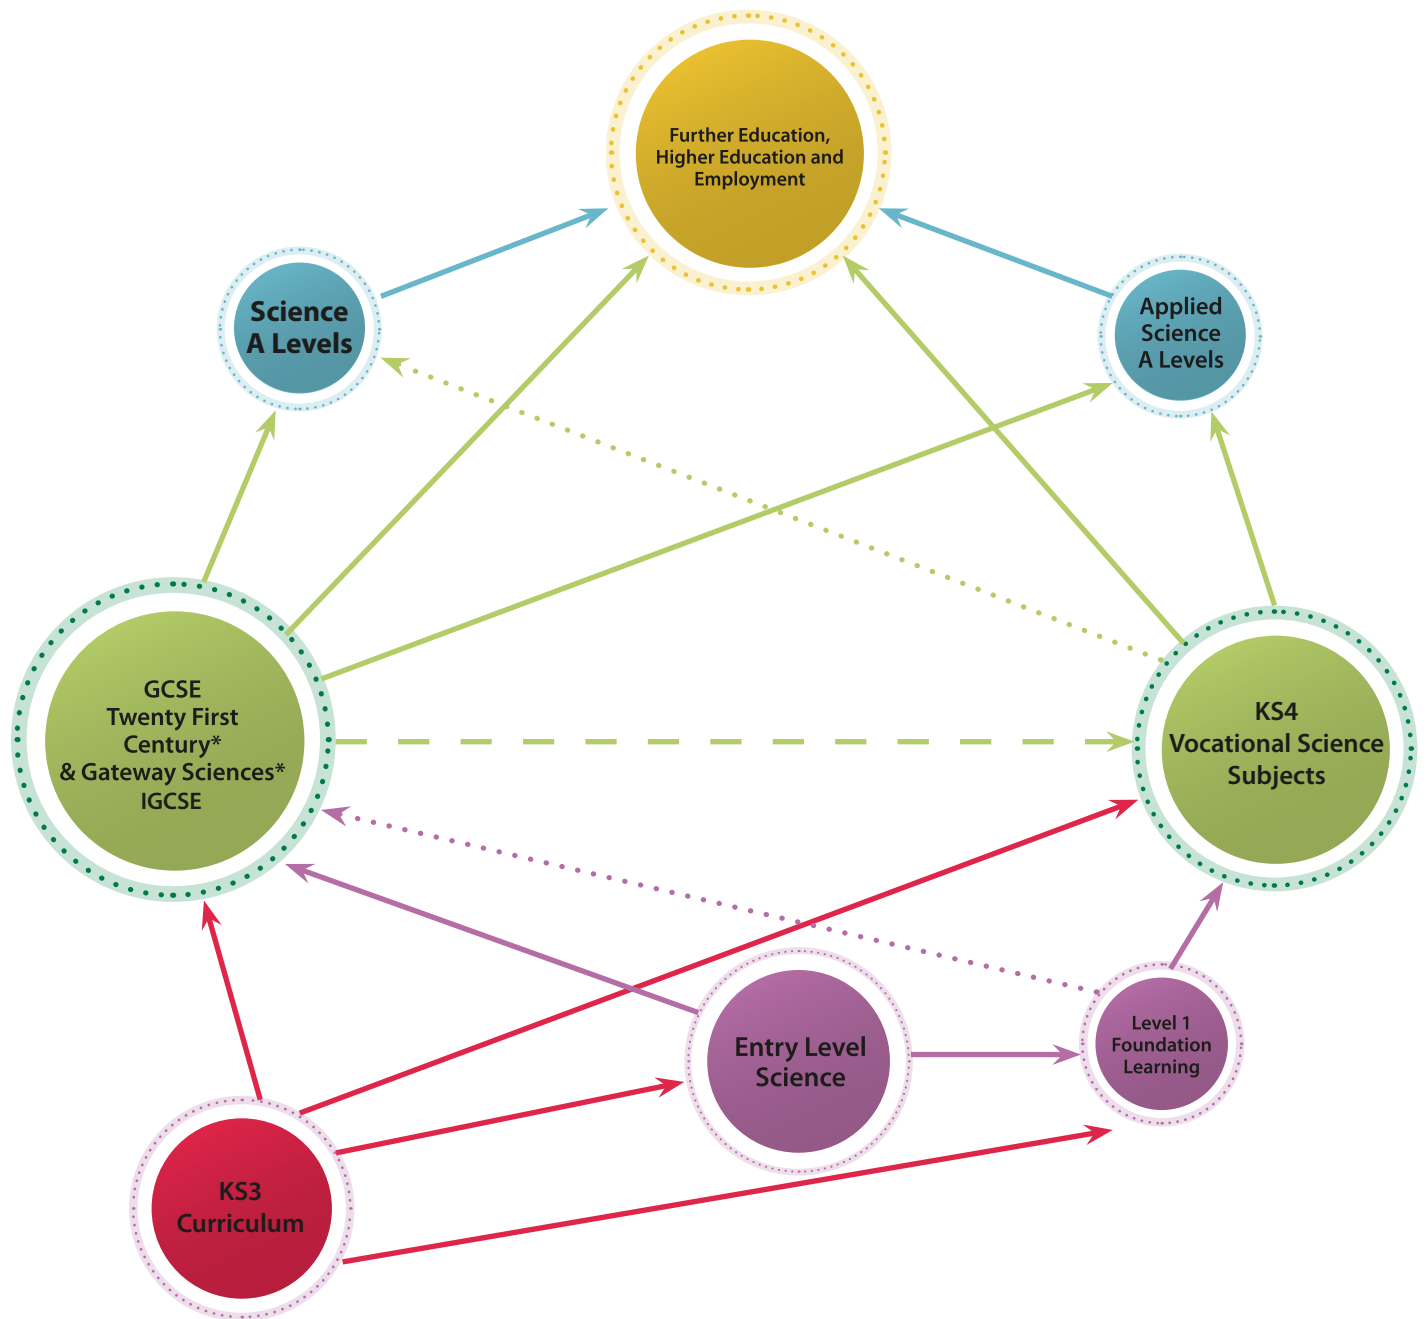 Further Education,
Higher Education and
Employment
Science
A Levels
Applied
Science
A Levels
GCSE
Twenty First
Century*
& Gateway Sciences*
IGCSE
KS4
Vocational Science
Subjects
Entry Level
Science
Level 1
Foundation
Learning
KS3
Curriculum